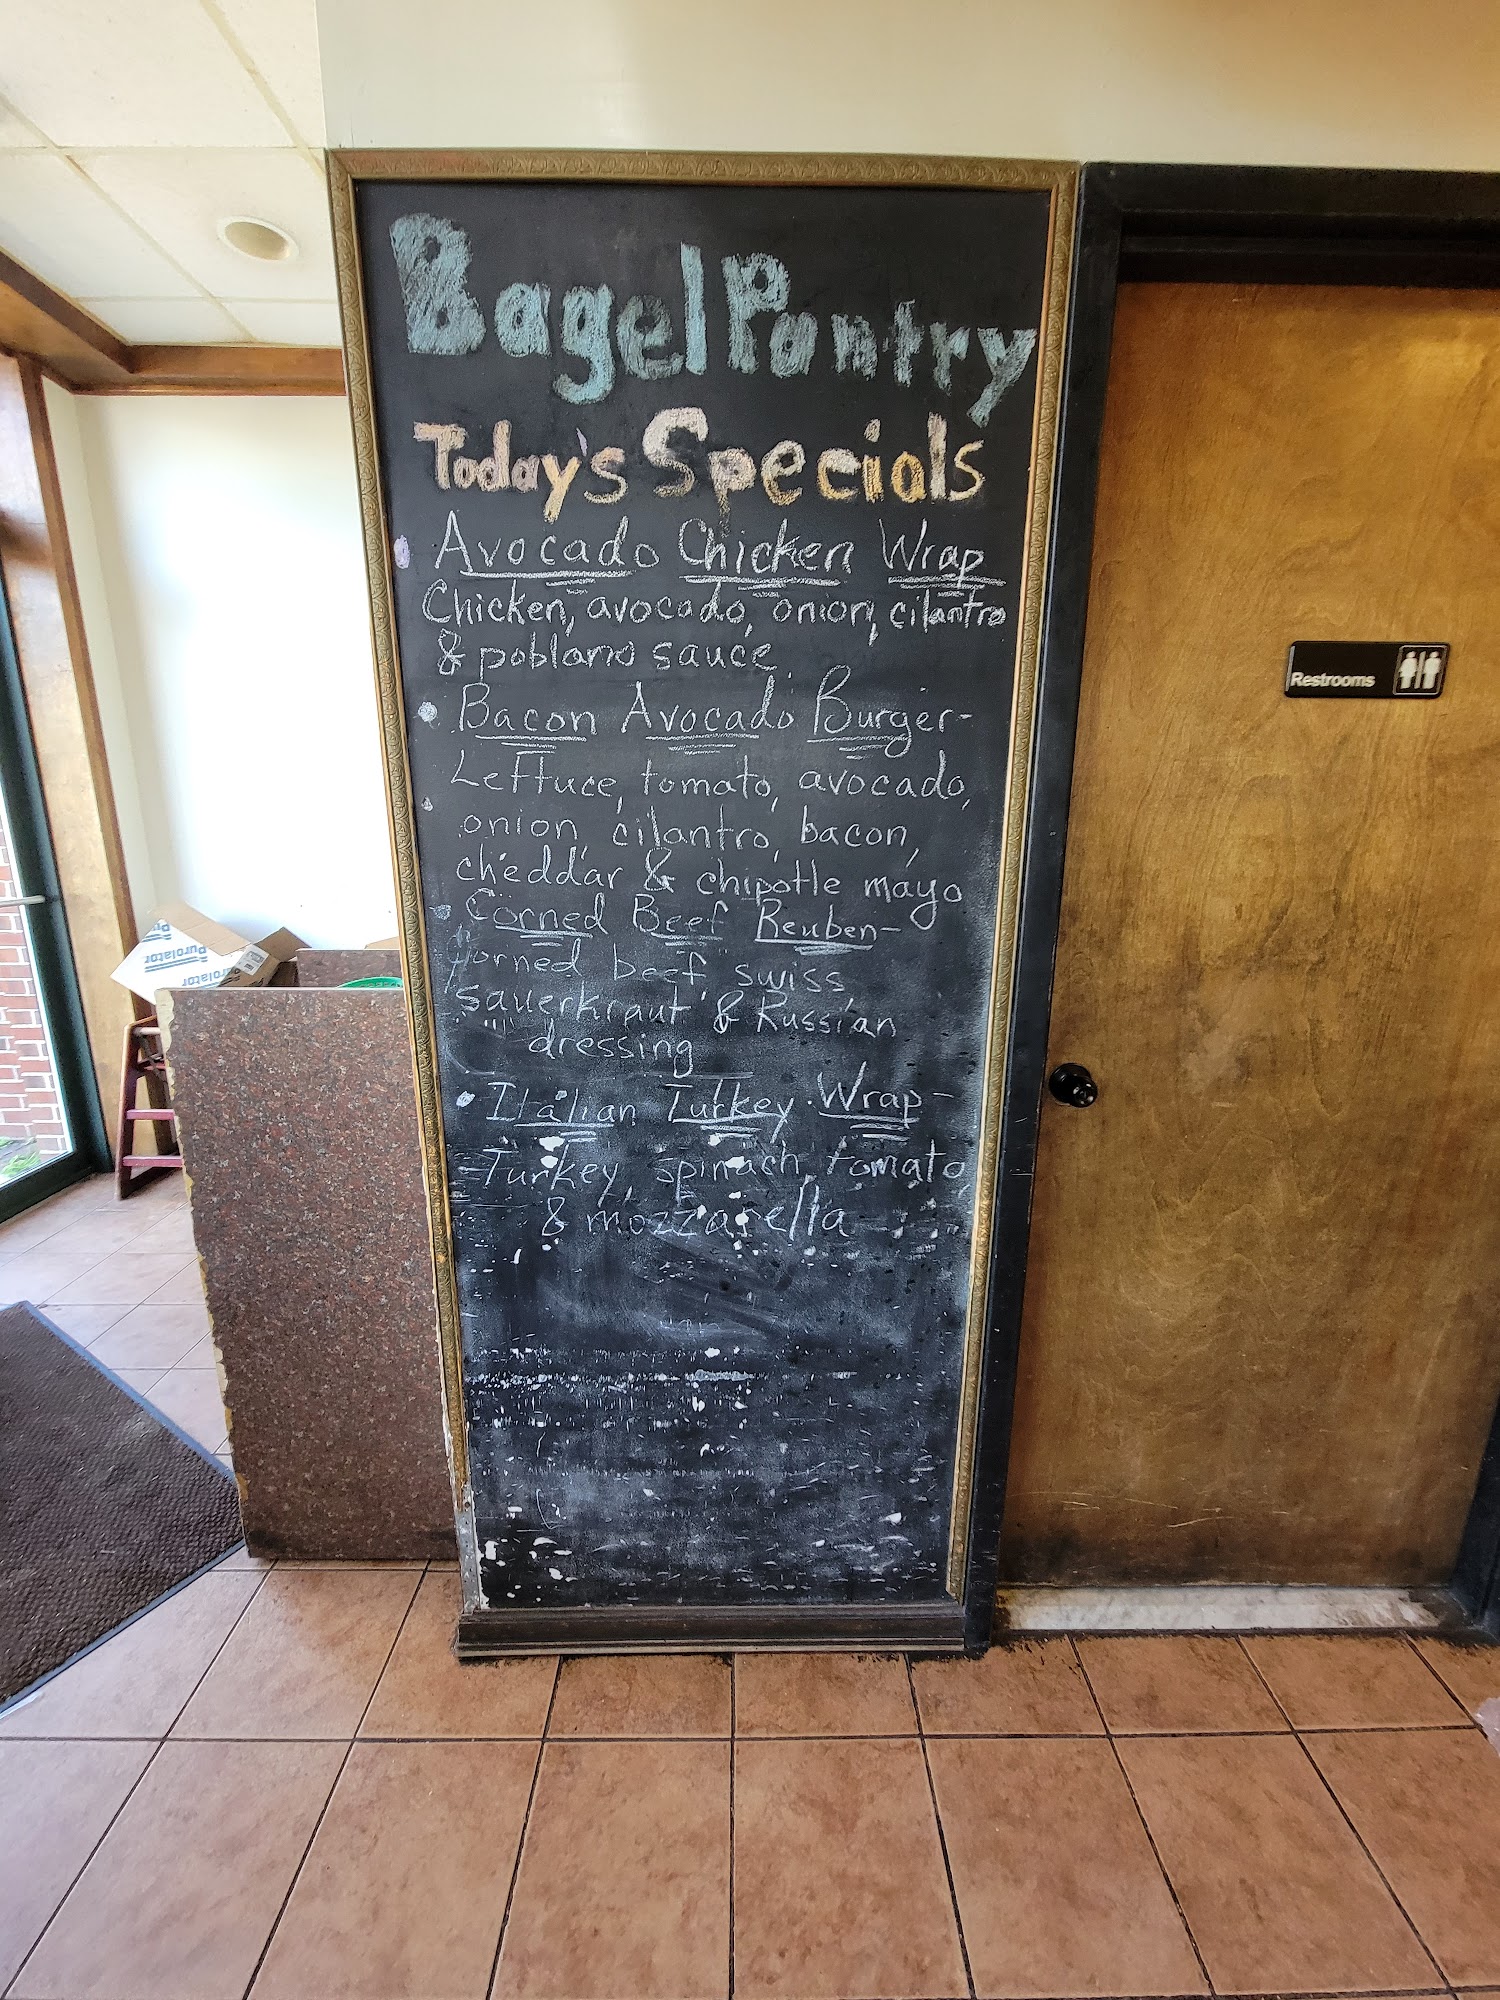 Bagel Pantry
Today's Specials
Avocado Chicken Wrap
Chicken, avocado, onion, cilantro
& poblano sauce
• Bacon Avocado Burger-
Lettuce, tomato, avocado,
onion, cilantro, bacon,
cheddar & chipotle mayo
Corned Beef Reuben-
corned beef swiss
sauerkraut & Russian
dressing
• Italian Turkey Wrap-
Turkey, spinach, tomato,
& mozzarella
Restrooms
Purolator
Purolator